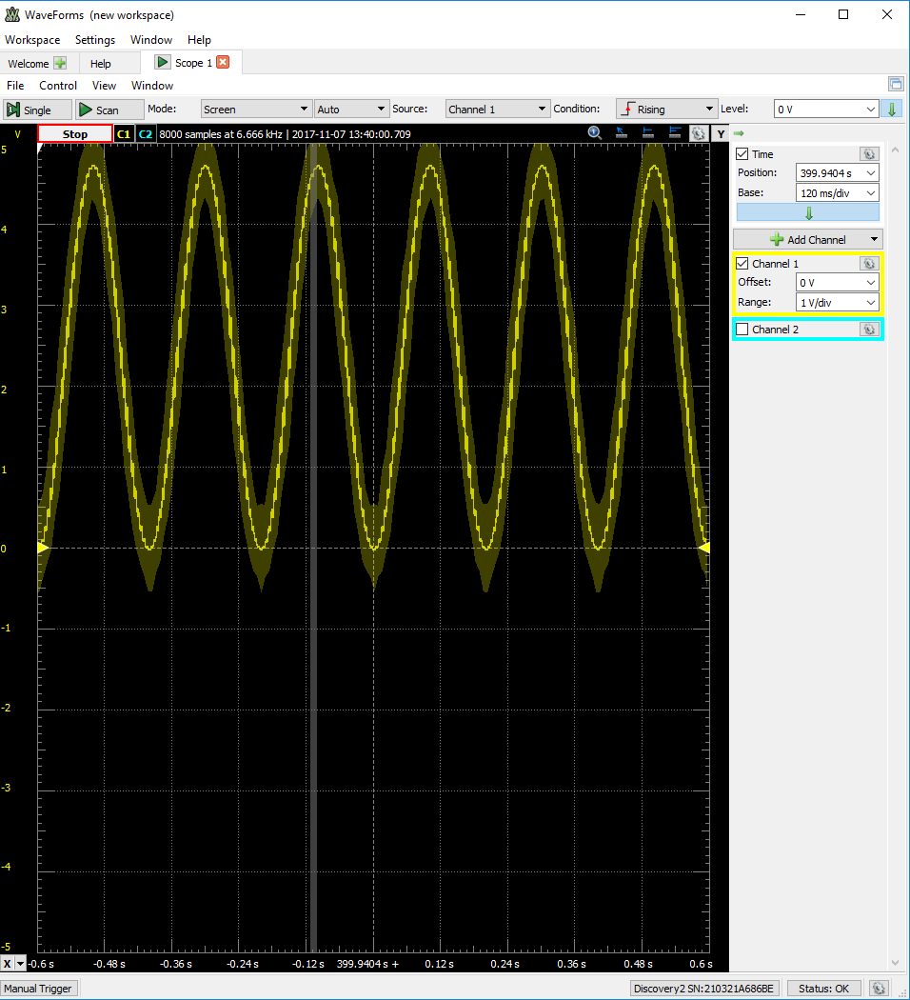 WaveForms (new workspace)
Workspace Settings Window Help
Welcome Help Scope 1
File Control View Window
Single Scan Mode: Screen Auto Source: Channel 1 Condition: Rising Level: 0 V
V Stop C1 C2 8000 samples at 6.666 kHz | 2017-11-07 13:40:00.709 Y
Time
Position: 399.9404 s
Base: 120 ms/div
Add Channel
Channel 1
Offset: 0 V
Range: 1 V/div
Channel 2
5
4
3
2
1
0
-1
-2
-3
-4
-5
X -0.6 s -0.48 s -0.36 s -0.24 s -0.12 s 399.9404 s + 0.12 s 0.24 s 0.36 s 0.48 s 0.6 s
Manual Trigger Discovery2 SN:210321A686BE Status: OK